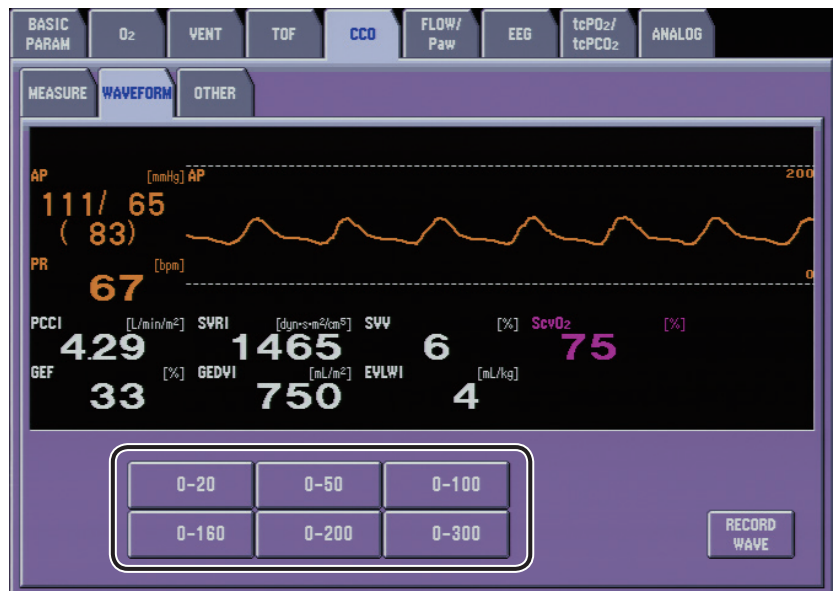 BASIC PARAM O2 VENT TOF CCO FLOW/ Paw EEG tcPO2/ tcPCO2 ANALOG
MEASURE WAVEFORM OTHER
AP [mmHg] AP 200
111/ 65
( 83)
PR [bpm] 0
67
PCCI [L/min/m²] SVRI [dyn·s·m²/cm⁵] SVV [%] ScvO2 [%]
4.29 1465 6 75
GEF [%] GEDVI [mL/m²] EVLWI [mL/kg]
33 750 4
0-20 0-50 0-100
0-160 0-200 0-300
RECORD WAVE